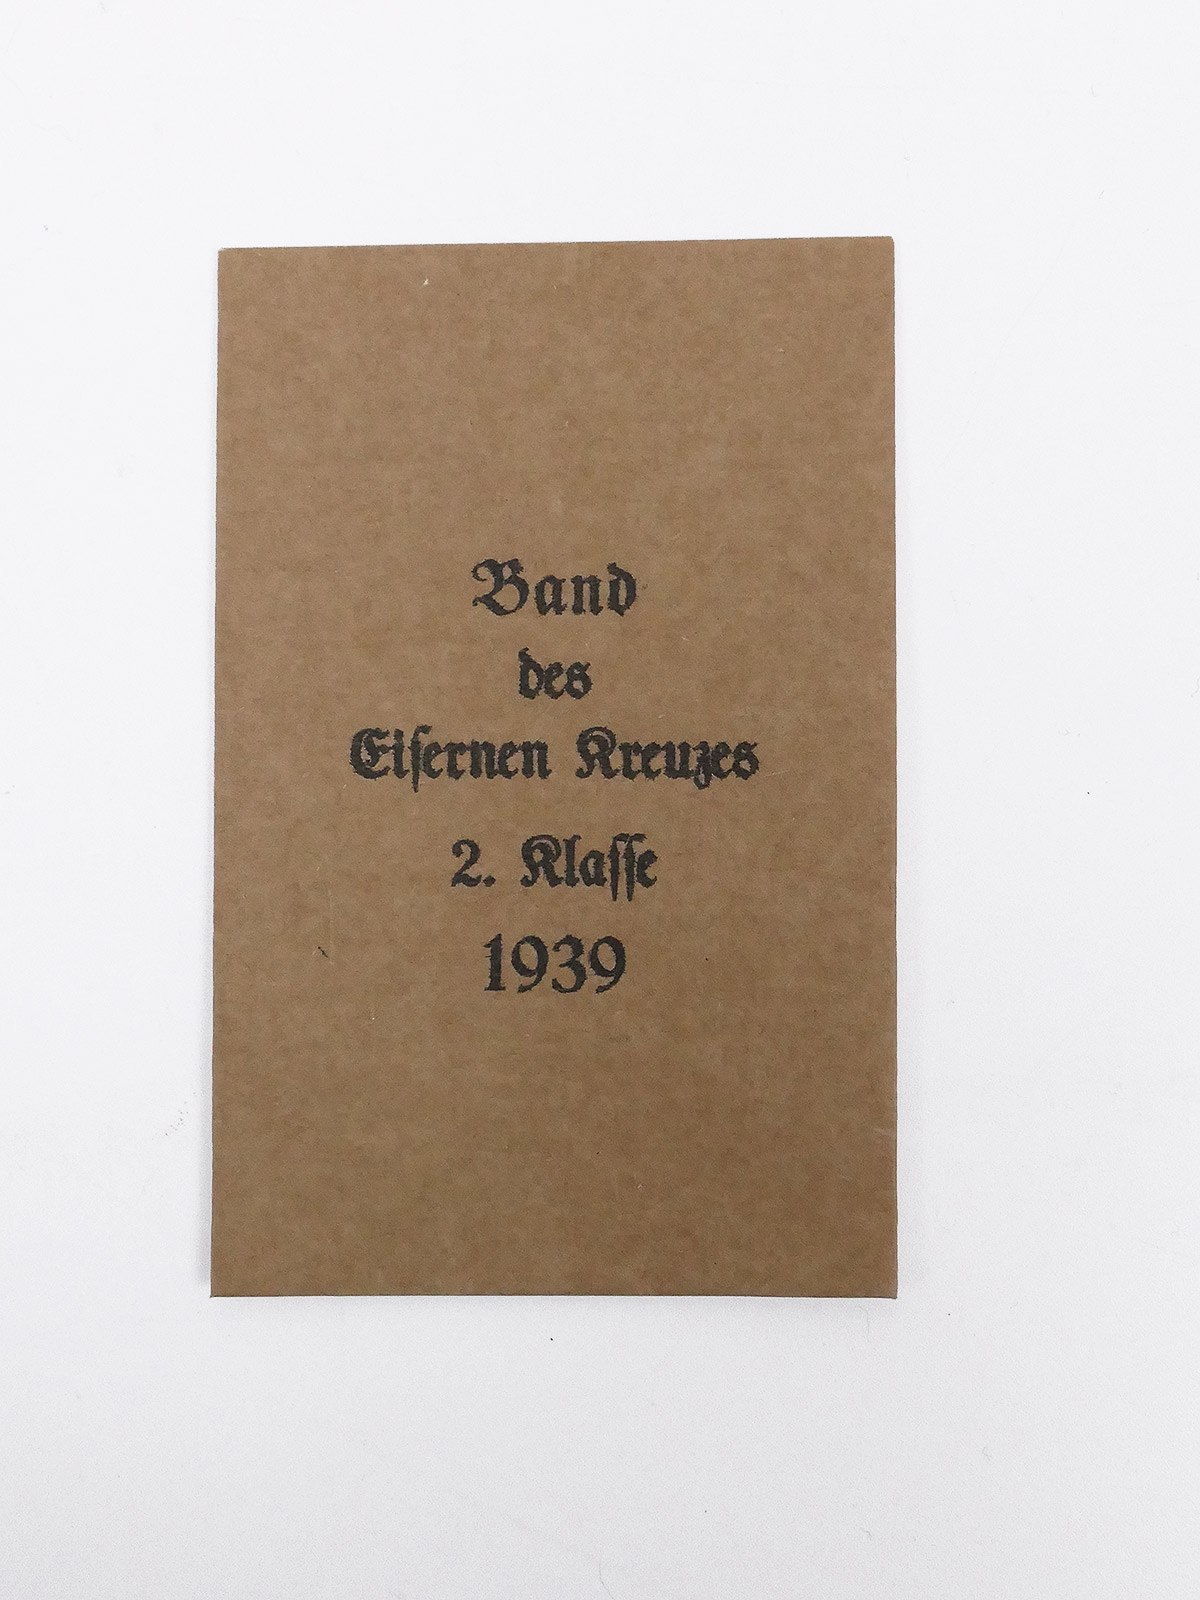 Band
des
Eiſernen Kreuzes
2. Klaſſe
1939